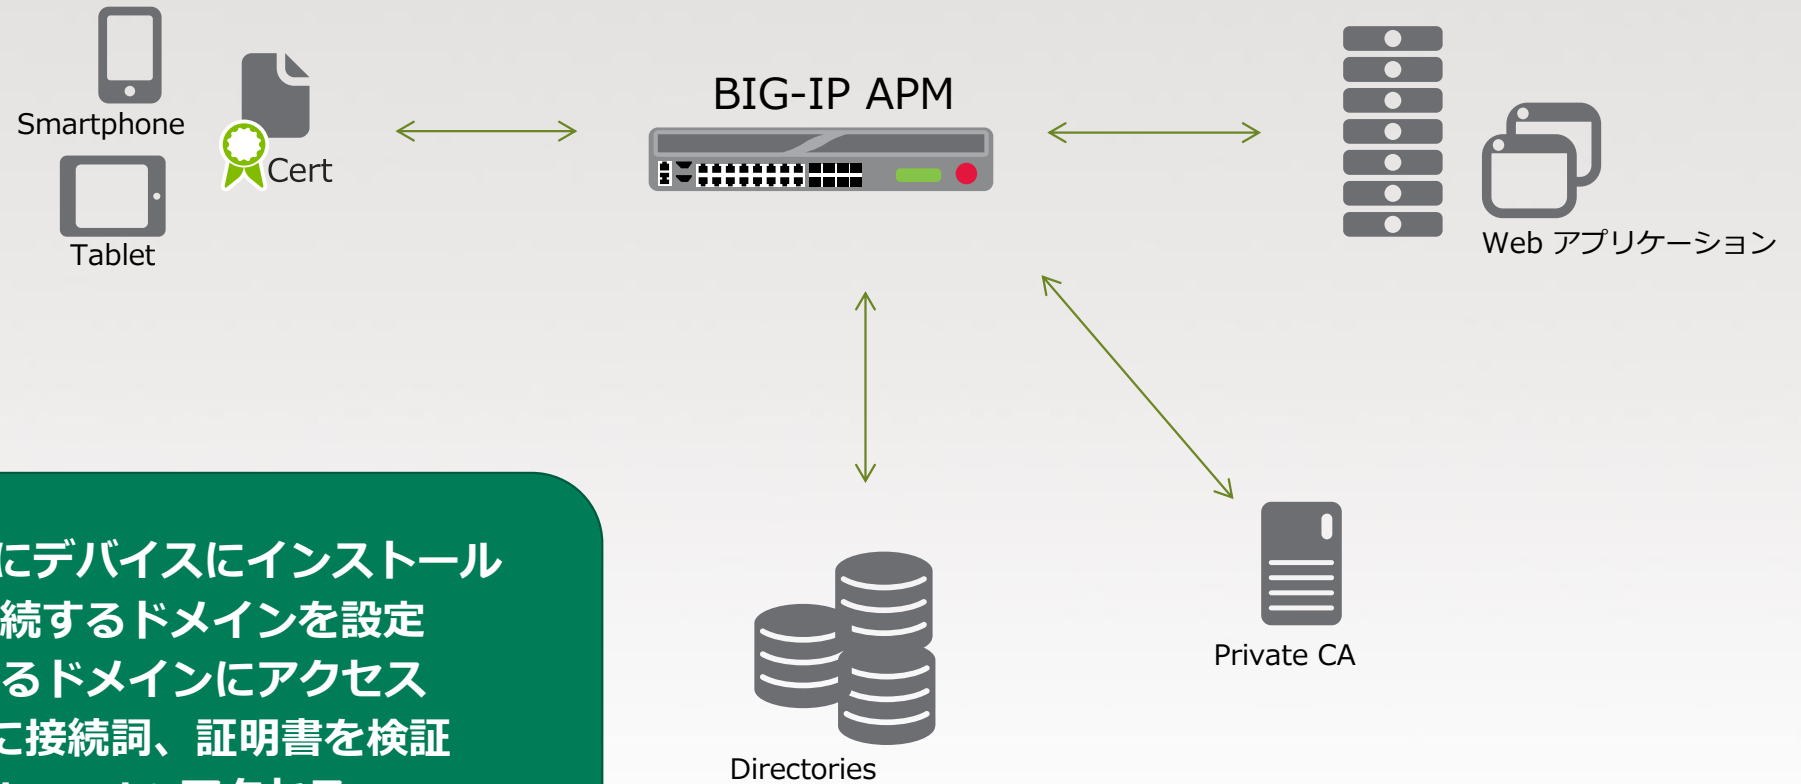 BIG-IP APM
Smartphone
Cert
Tablet
Web アプリケーション
にデバイスにインストール
続するドメインを設定
るドメインにアクセス
に接続詞、証明書を検証
Private CA
Directories